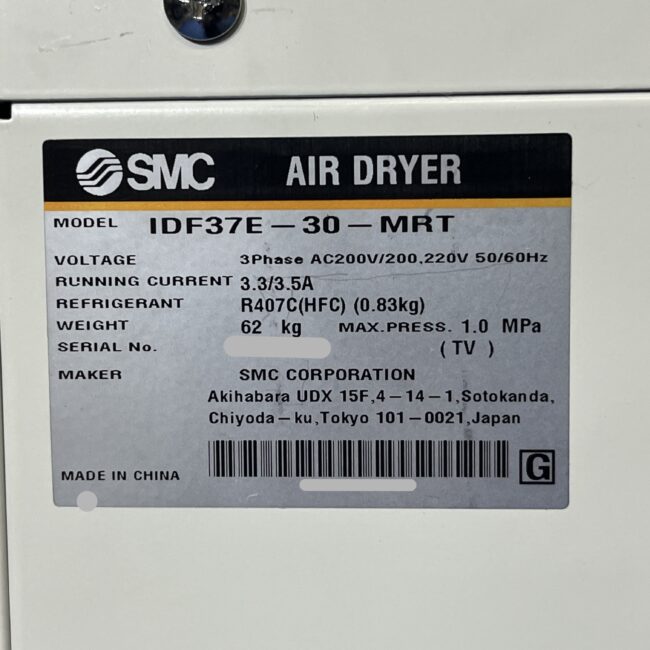 SMC AIR DRYER
MODEL IDF37E－30－MRT
VOLTAGE 3Phase AC200V/200,220V 50/60Hz
RUNNING CURRENT 3.3/3.5A
REFRIGERANT R407C(HFC) (0.83kg)
WEIGHT 62 kg MAX.PRESS. 1.0 MPa
SERIAL No. ( TV )
MAKER SMC CORPORATION
Akihabara UDX 15F,4－14－1,Sotokanda,
Chiyoda－ku,Tokyo 101－0021,Japan
MADE IN CHINA G